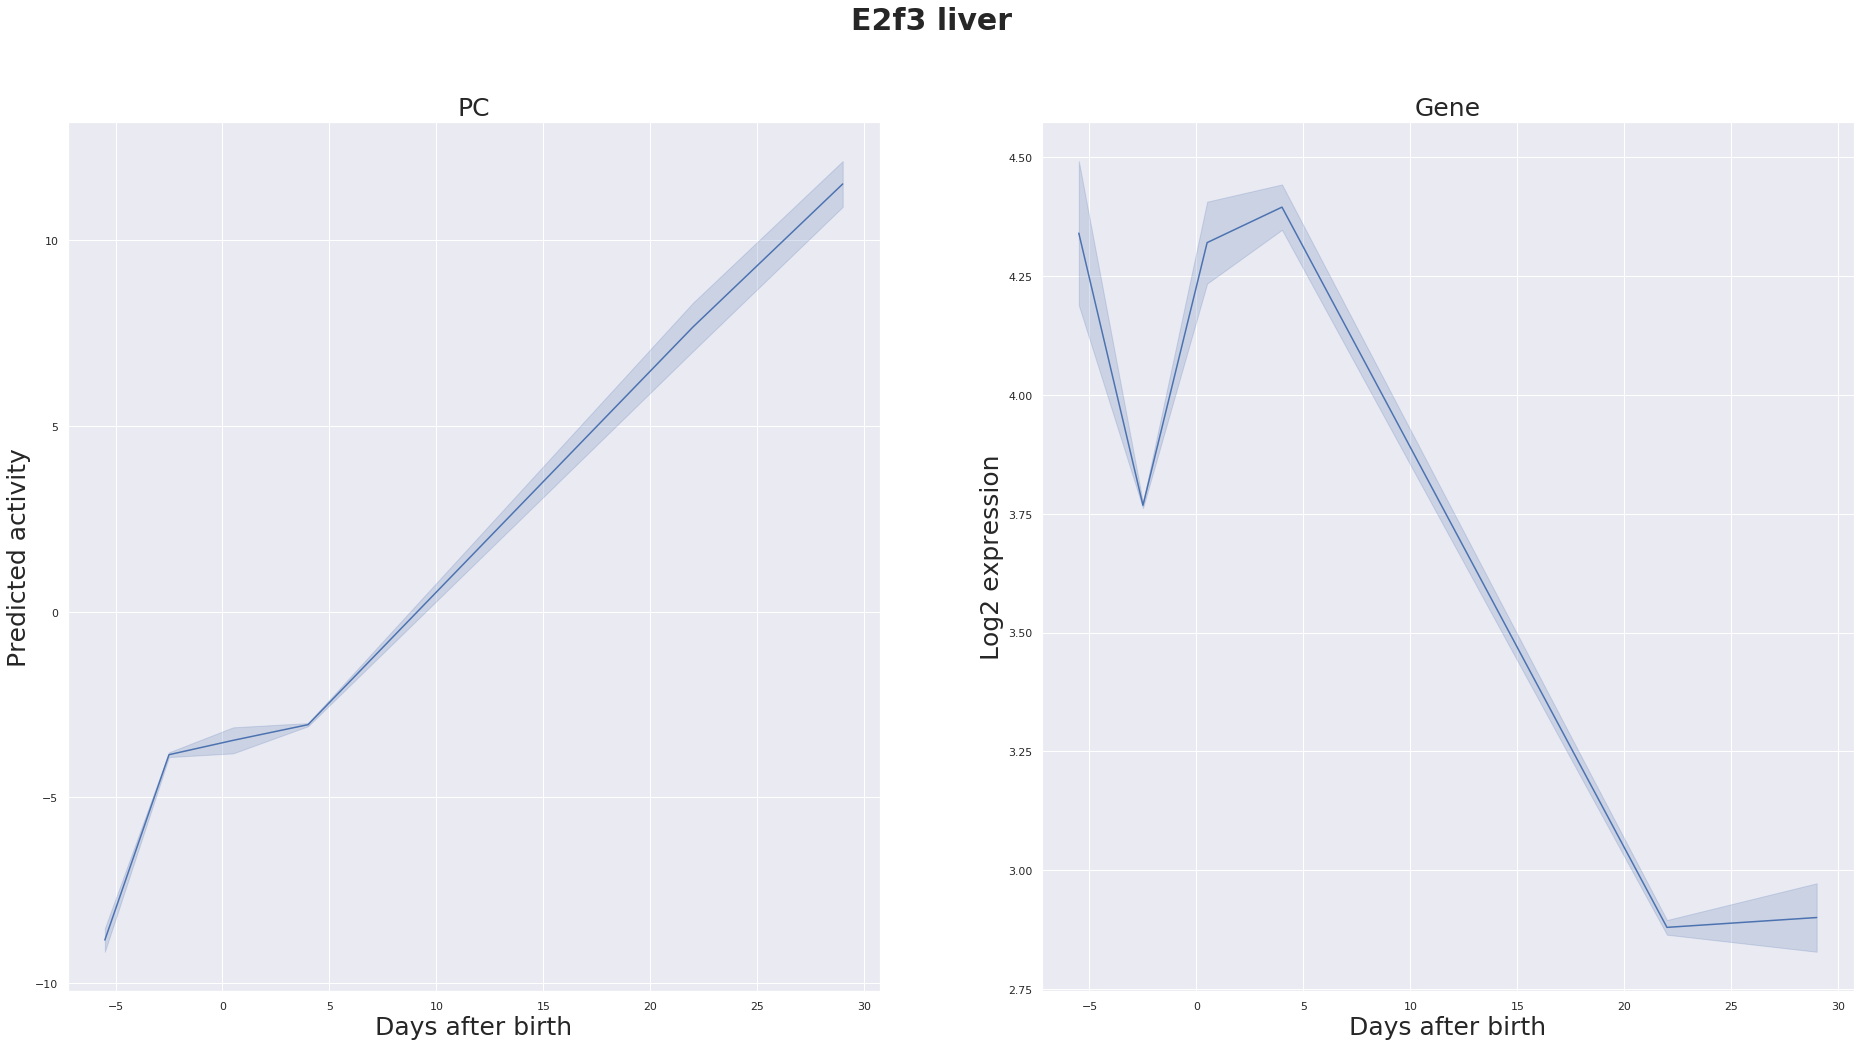 E2f3 liver
PC
Predicted activity
10
5
0
−5
−10
−5 0 5 10 15 20 25 30
Days after birth
Gene
Log2 expression
4.50
4.25
4.00
3.75
3.50
3.25
3.00
2.75
−5 0 5 10 15 20 25 30
Days after birth